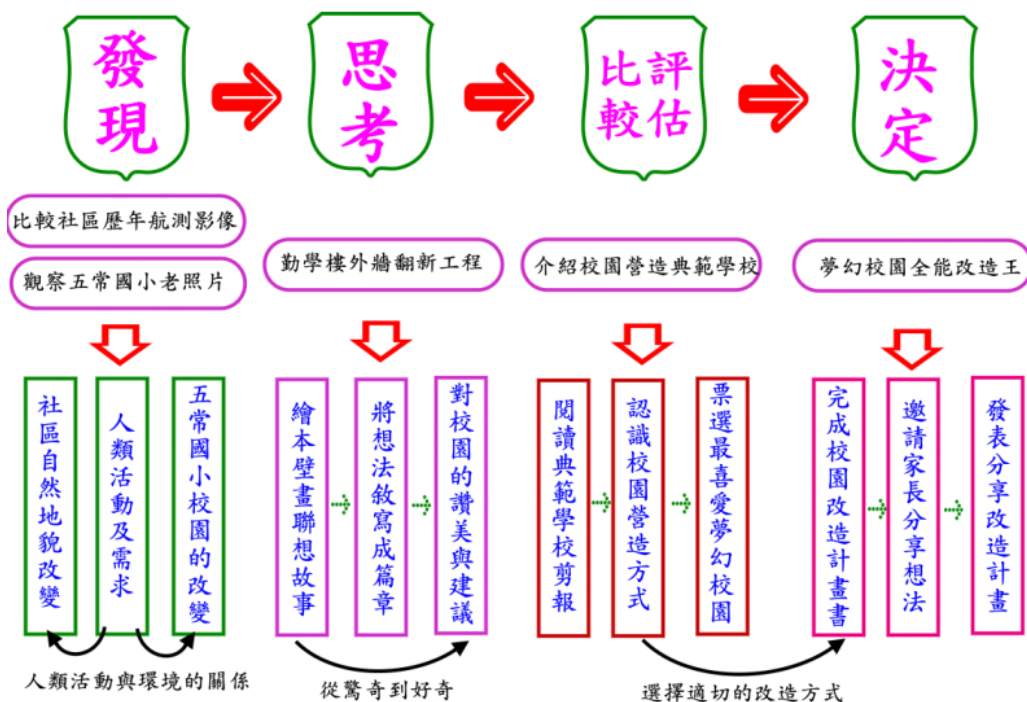 發現
思考
評估
比較
決定
比較社區歷年航測影像
觀察五常國小老照片
勤學樓外牆翻新工程
介紹校園營造典範學校
夢幻校園全能改造王
社區自然地貌改變
人類活動及需求
五常國小校園的改變
繪本壁畫聯想故事
將想法敘寫成篇章
對校園的讚美與建議
閱讀典範學校剪報
認識校園營造方式
票選最喜愛夢幻校園
完成校園改造計畫書
邀請家長分享想法
發表分享改造計畫
人類活動與環境的關係
從驚奇到好奇
選擇適切的改造方式